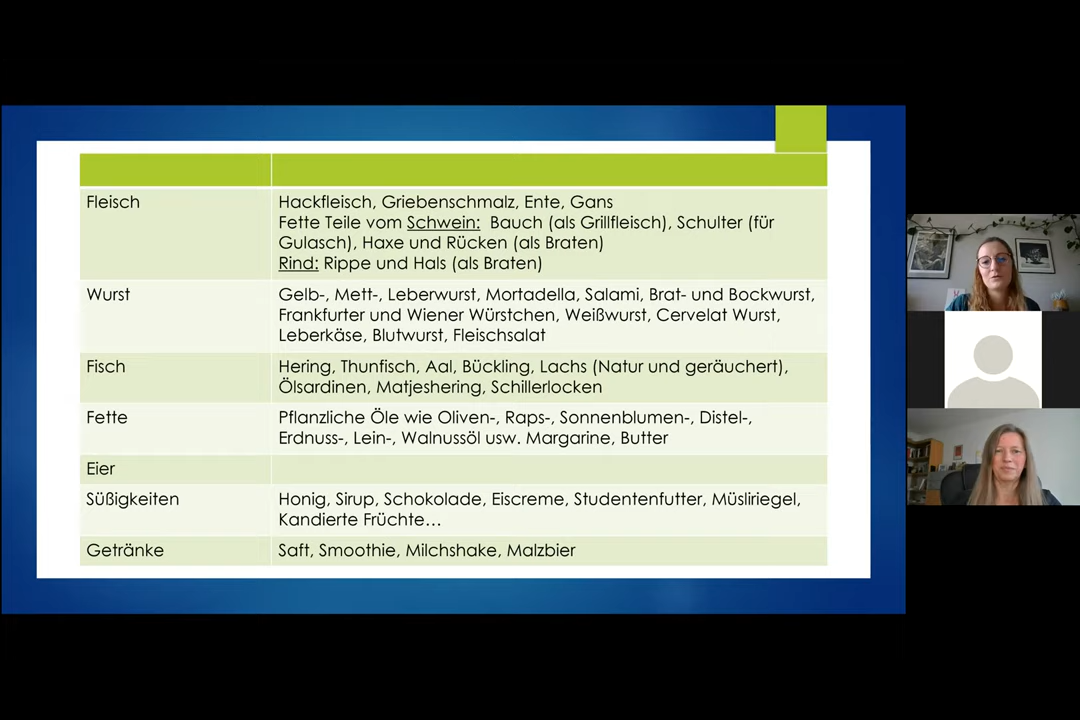 Fleisch
Hackfleisch, Griebenschmalz, Ente, Gans
Fette Teile vom Schwein: Bauch (als Grillfleisch), Schulter (für
Gulasch), Haxe und Rücken (als Braten)
Rind: Rippe und Hals (als Braten)
Wurst
Gelb-, Mett-, Leberwurst, Mortadella, Salami, Brat- und Bockwurst,
Frankfurter und Wiener Würstchen, Weißwurst, Cervelat Wurst,
Leberkäse, Blutwurst, Fleischsalat
Fisch
Hering, Thunfisch, Aal, Bückling, Lachs (Natur und geräuchert),
Ölsardinen, Matjeshering, Schillerlocken
Fette
Pflanzliche Öle wie Oliven-, Raps-, Sonnenblumen-, Distel-,
Erdnuss-, Lein-, Walnussöl usw. Margarine, Butter
Eier
Süßigkeiten
Honig, Sirup, Schokolade, Eiscreme, Studentenfutter, Müsliriegel,
Kandierte Früchte…
Getränke
Saft, Smoothie, Milchshake, Malzbier